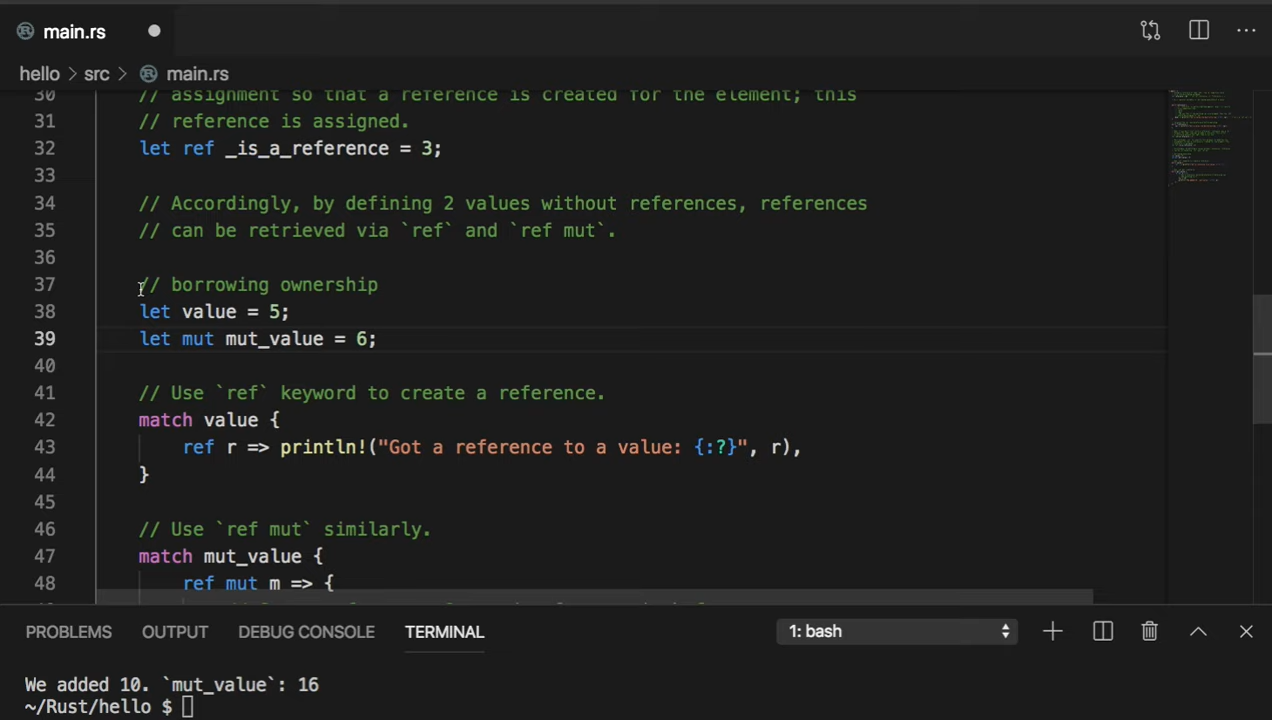 main.rs
hello > src > main.rs
30 // assignment so that a reference is created for the element; this
31 // reference is assigned.
32 let ref _is_a_reference = 3;
33
34 // Accordingly, by defining 2 values without references, references
35 // can be retrieved via `ref` and `ref mut`.
36
37 // borrowing ownership
38 let value = 5;
39 let mut mut_value = 6;
40
41 // Use `ref` keyword to create a reference.
42 match value {
43 ref r => println!("Got a reference to a value: {:?}", r),
44 }
45
46 // Use `ref mut` similarly.
47 match mut_value {
48 ref mut m => {
PROBLEMS OUTPUT DEBUG CONSOLE TERMINAL 1: bash
We added 10. `mut_value`: 16
~/Rust/hello $